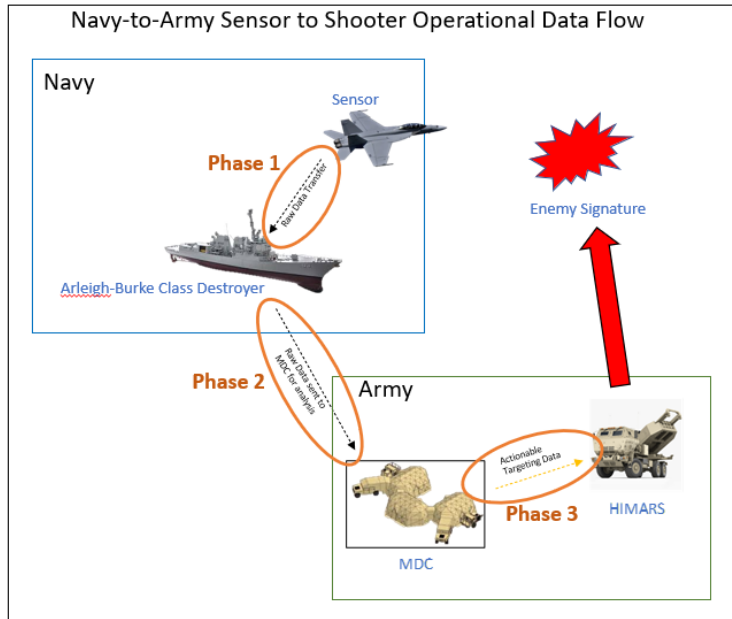 Navy-to-Army Sensor to Shooter Operational Data Flow
Navy
Sensor
Phase 1
Raw Data Transfer
Enemy Signature
Arleigh-Burke Class Destroyer
Phase 2
Raw Data sent to
MDC for analysis
Army
Actionable
Targeting Data
Phase 3
HIMARS
MDC